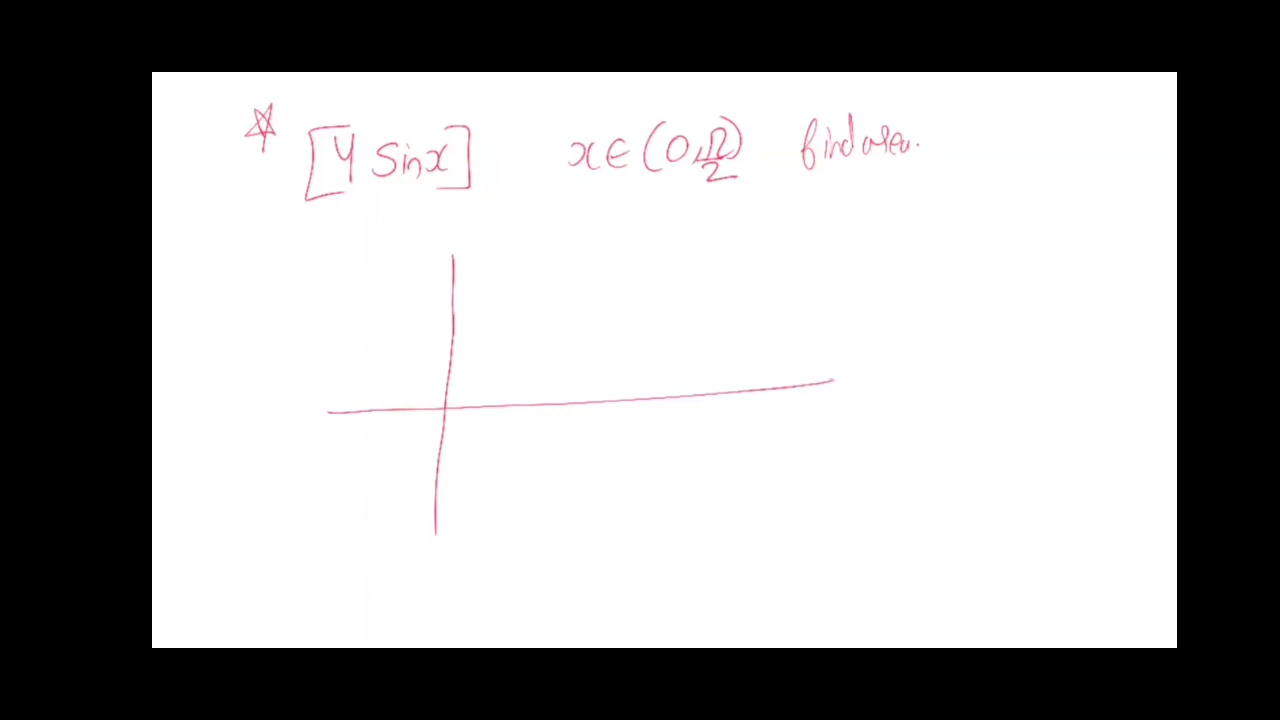 [4 Sinx] x∈(0,π/2) find area.